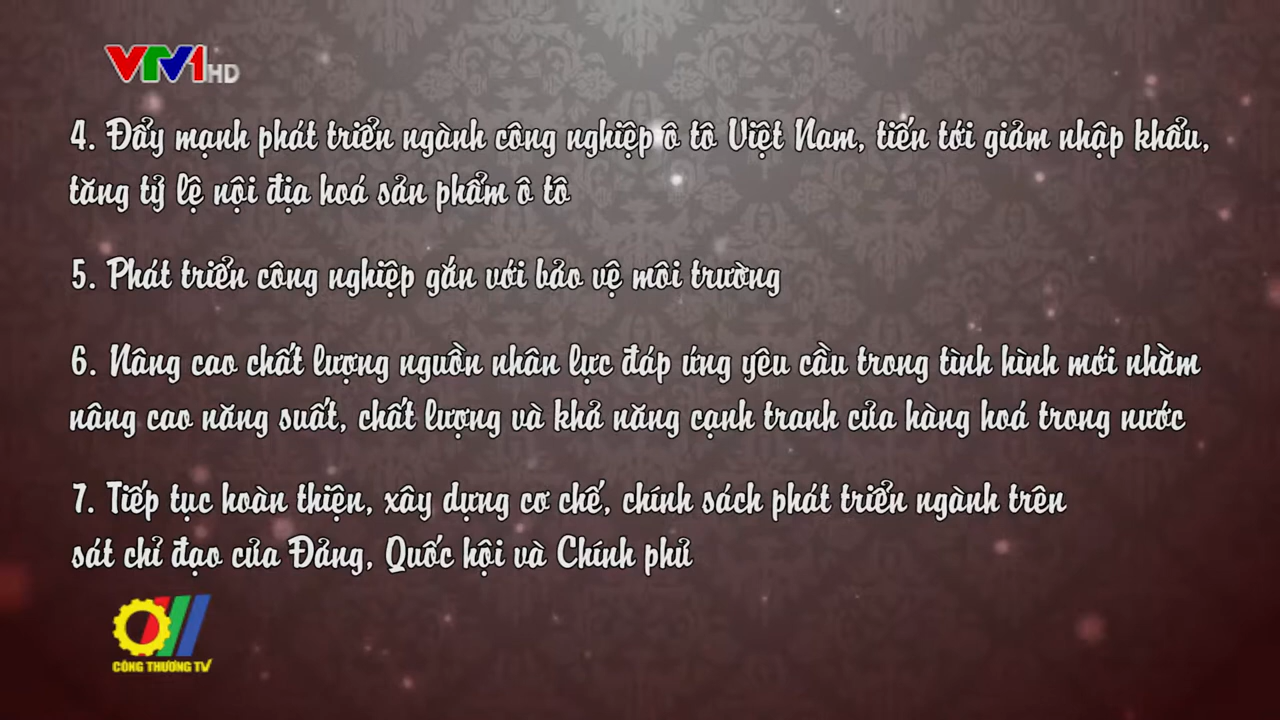 VTV1 HD
4. Đẩy mạnh phát triển ngành công nghiệp ô tô Việt Nam, tiến tới giảm nhập khẩu,
tăng tỷ lệ nội địa hoá sản phẩm ô tô
5. Phát triển công nghiệp gắn với bảo vệ môi trường
6. Nâng cao chất lượng nguồn nhân lực đáp ứng yêu cầu trong tình hình mới nhằm
nâng cao năng suất, chất lượng và khả năng cạnh tranh của hàng hoá trong nước
7. Tiếp tục hoàn thiện, xây dựng cơ chế, chính sách phát triển ngành trên
sát chỉ đạo của Đảng, Quốc hội và Chính phủ
CÔNG THƯƠNG TV